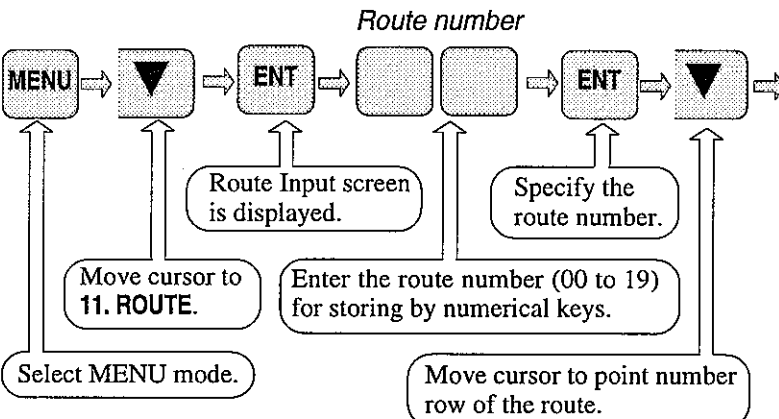 Route number
MENU
ENT
ENT
Route Input screen
is displayed.
Specify the
route number.
Move cursor to
11. ROUTE.
Enter the route number (00 to 19)
for storing by numerical keys.
Select MENU mode.
Move cursor to point number
row of the route.